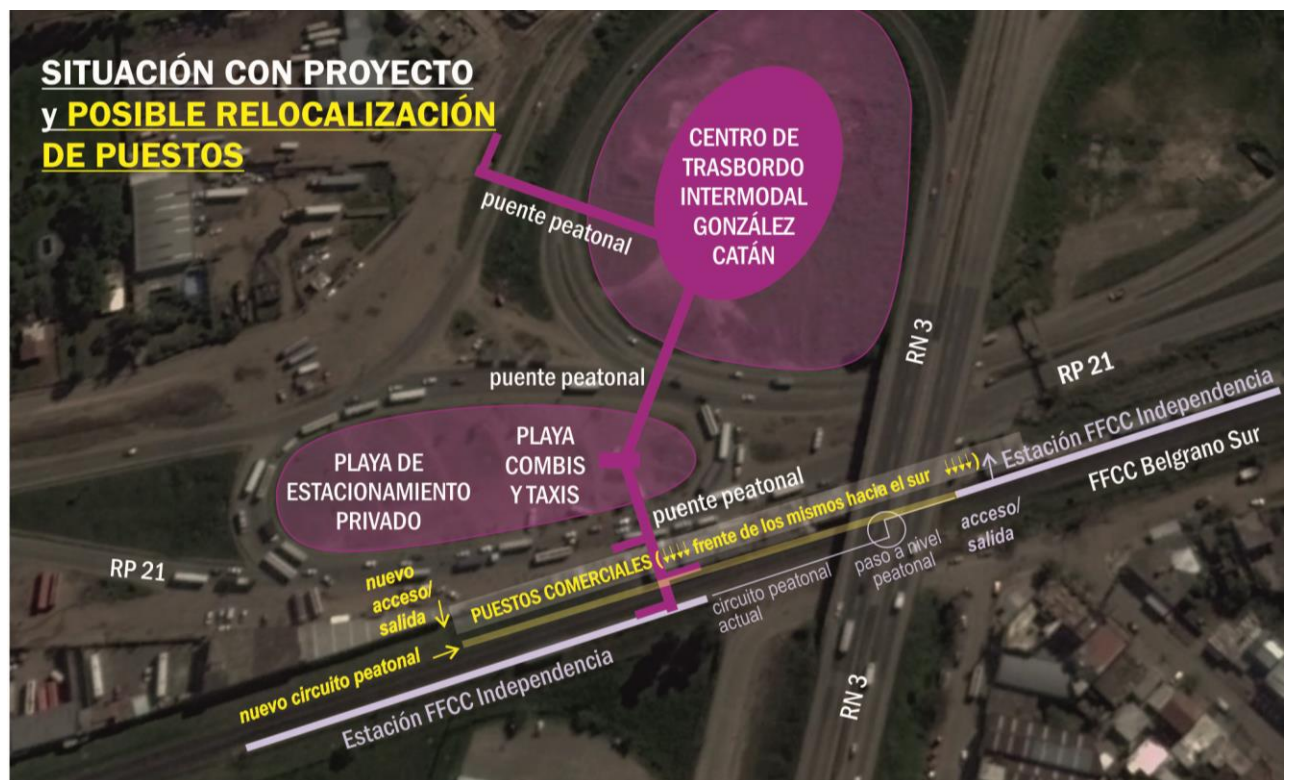 SITUACIÓN CON PROYECTO
y POSIBLE RELOCALIZACIÓN
DE PUESTOS
CENTRO DE
TRASBORDO
INTERMODAL
GONZÁLEZ
CATÁN
puente peatonal
puente peatonal
RN 3
RP 21
Estación FFCC Independencia
FFCC Belgrano Sur
PLAYA DE
ESTACIONAMIENTO
PRIVADO
PLAYA
COMBIS
Y TAXIS
puente peatonal
RP 21
nuevo
acceso/
salida
PUESTOS COMERCIALES (↓↓↓↓ frente de los mismos hacia el sur ↓↓↓↓)
acceso/
salida
paso a nivel
peatonal
circuito peatonal
actual
nuevo circuito peatonal
Estación FFCC Independencia
RN 3